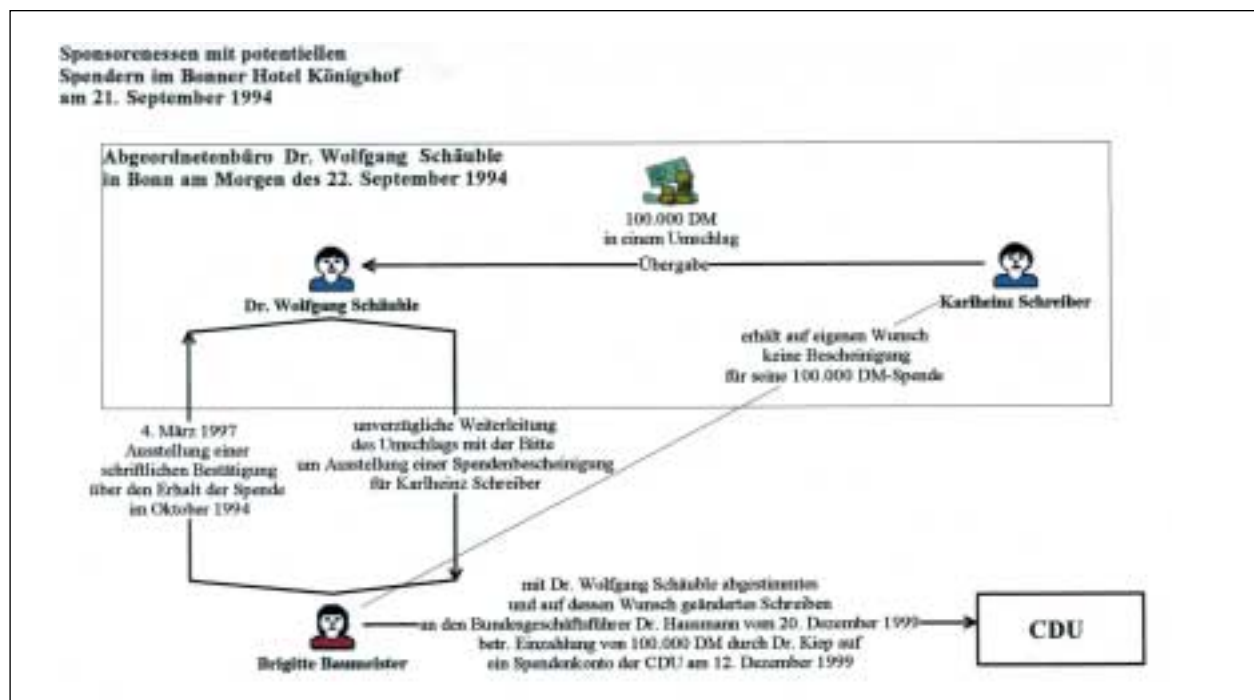 Sponsorenessen mit potentiellen
Spendern im Bonner Hotel Königshof
am 21. September 1994
Abgeordnetenbüro Dr. Wolfgang Schäuble
in Bonn am Morgen des 22. September 1994
100.000 DM
in einem Umschlag
Übergabe
Dr. Wolfgang Schäuble
Karlheinz Schreiber
erhält auf eigenen Wunsch
keine Bescheinigung
für seine 100.000 DM-Spende
4. März 1997
Ausstellung einer
schriftlichen Bestätigung
über den Erhalt der Spende
im Oktober 1994
unverzügliche Weiterleitung
des Umschlags mit der Bitte
um Ausstellung einer Spendenbescheinigung
für Karlheinz Schreiber
mit Dr. Wolfgang Schäuble abgestimmtes
und auf dessen Wunsch geändertes Schreiben
an den Bundesgeschäftsführer Dr. Hausmann vom 20. Dezember 1999
betr. Einzahlung von 100.000 DM durch Dr. Kiep auf
ein Spendenkonto der CDU am 12. Dezember 1999
Brigitte Baumeister
CDU